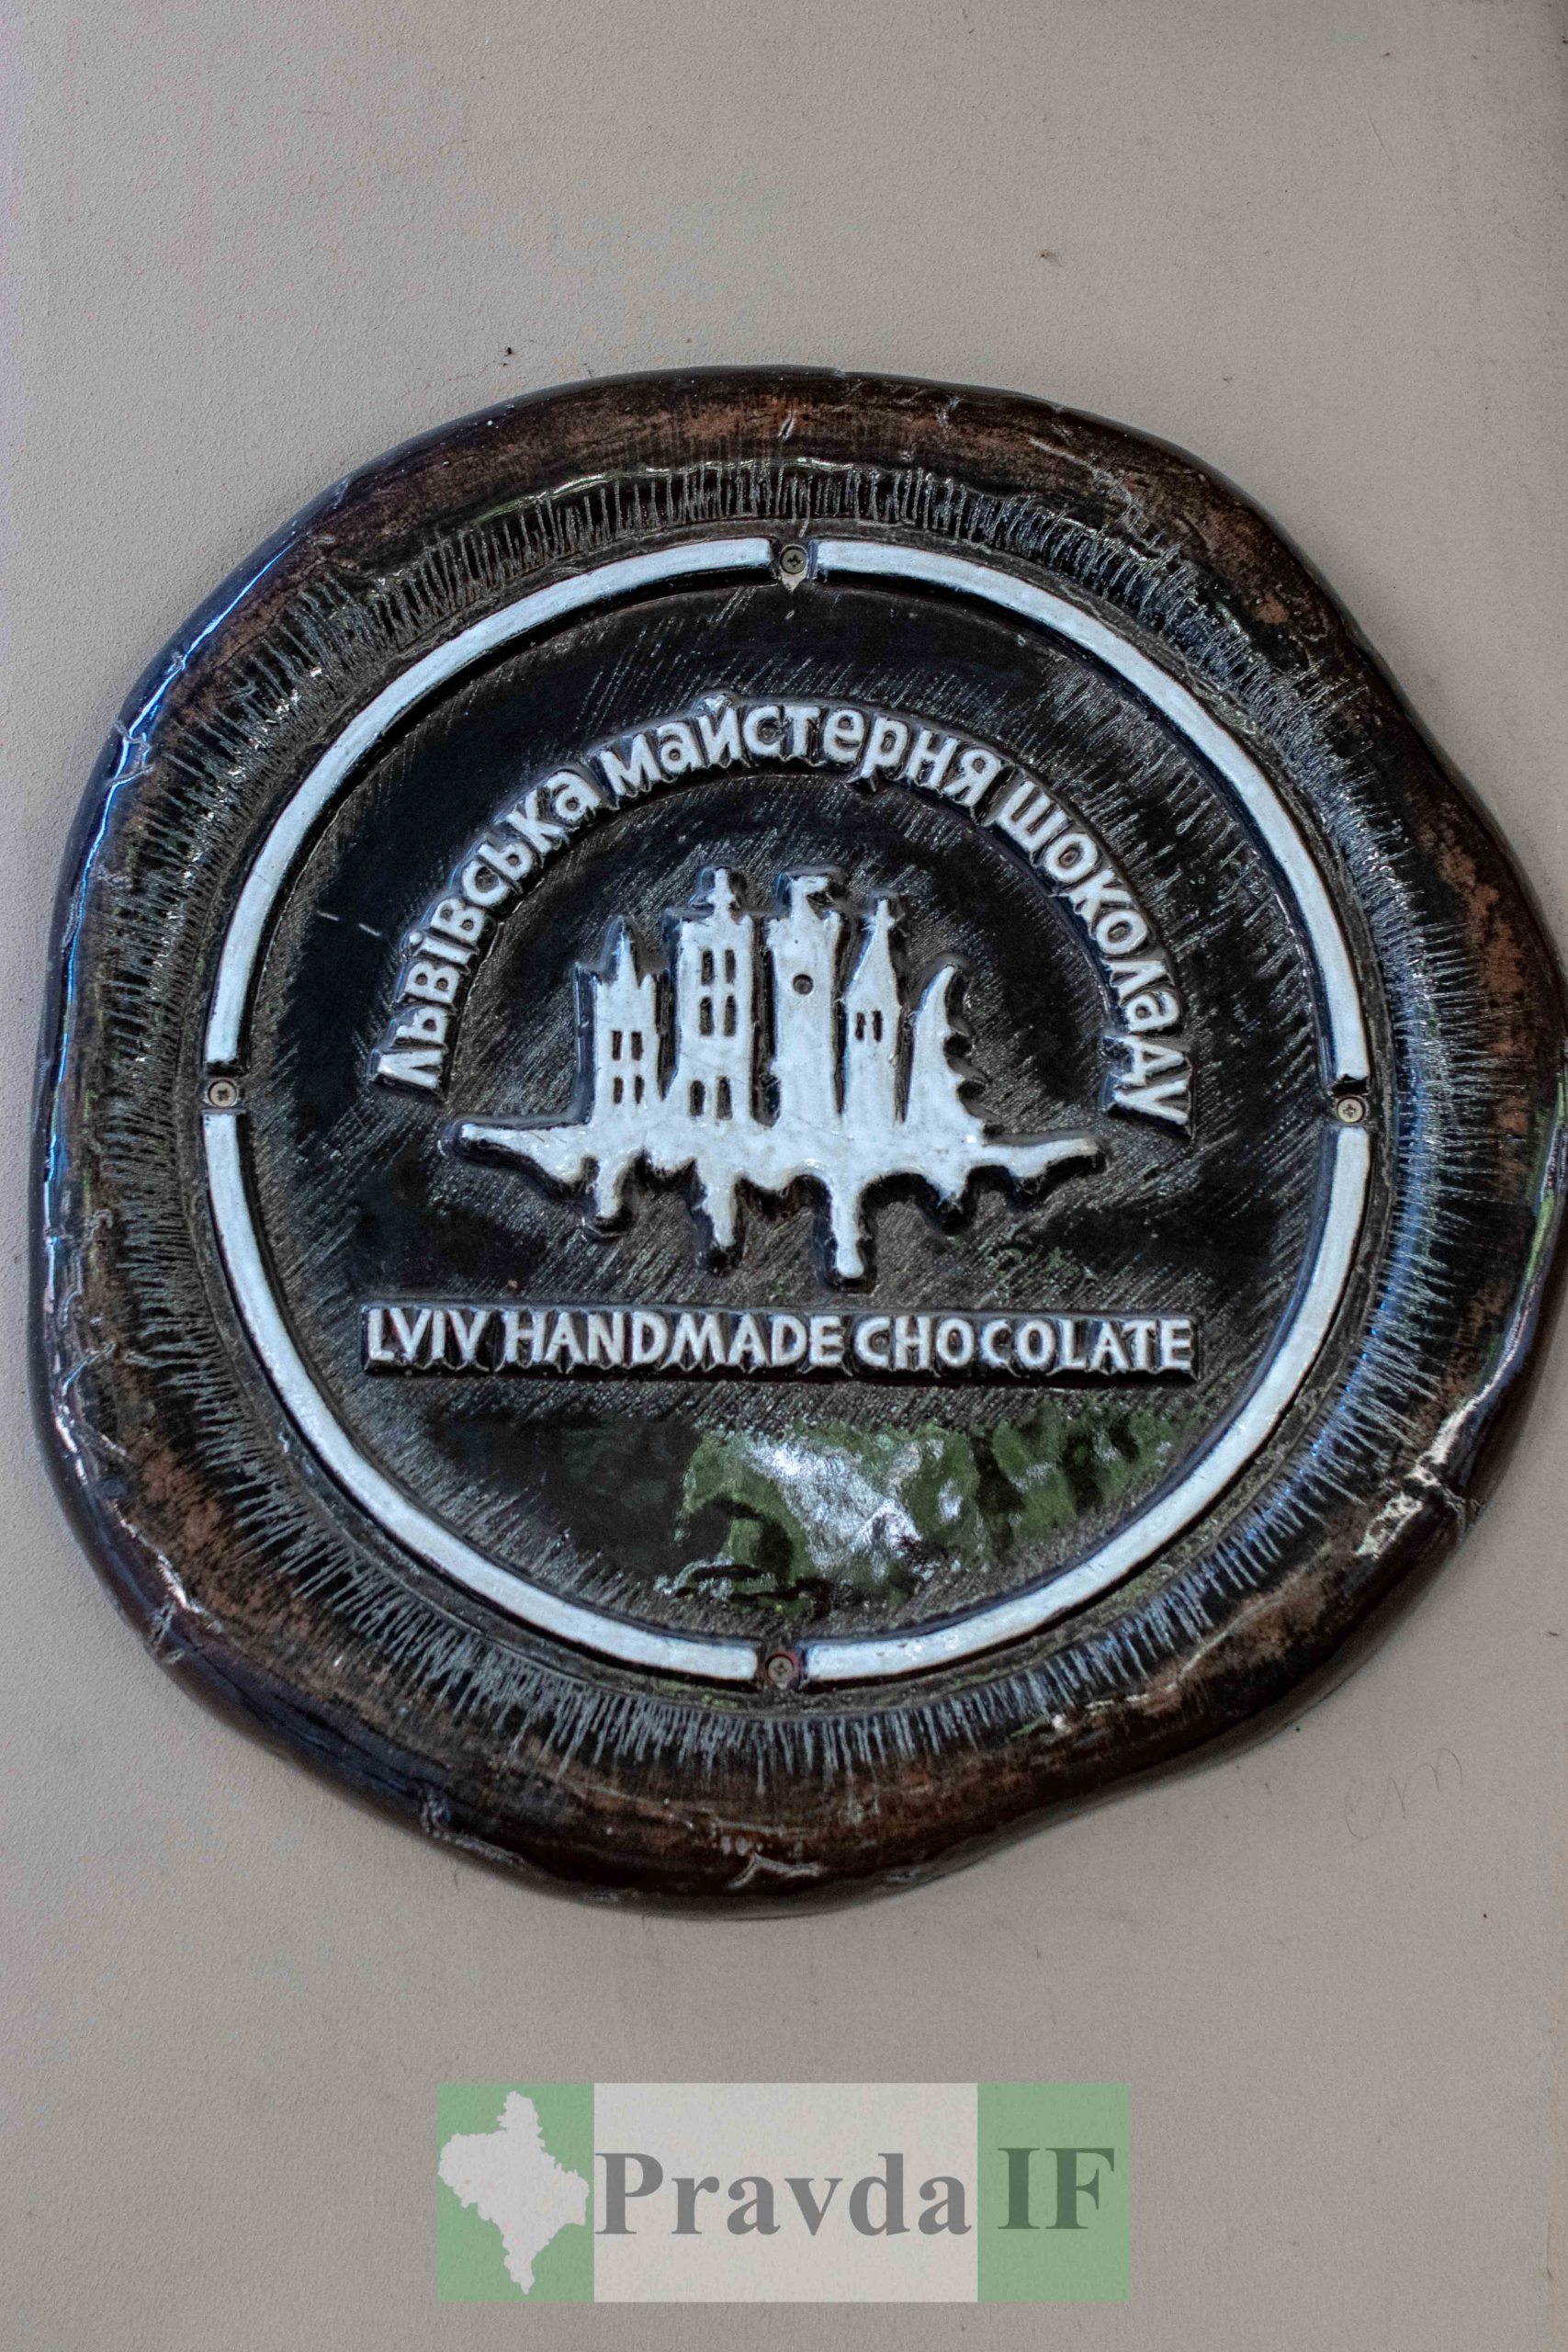 Львівська майстерня шоколаду
LVIV HANDMADE CHOCOLATE
Pravda IF